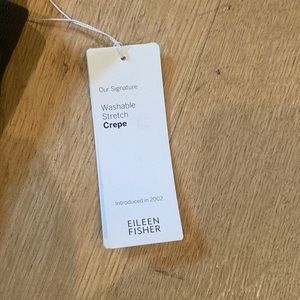 Our Signature
Washable
Stretch
Crepe
Introduced in 2002.
EILEEN
FISHER